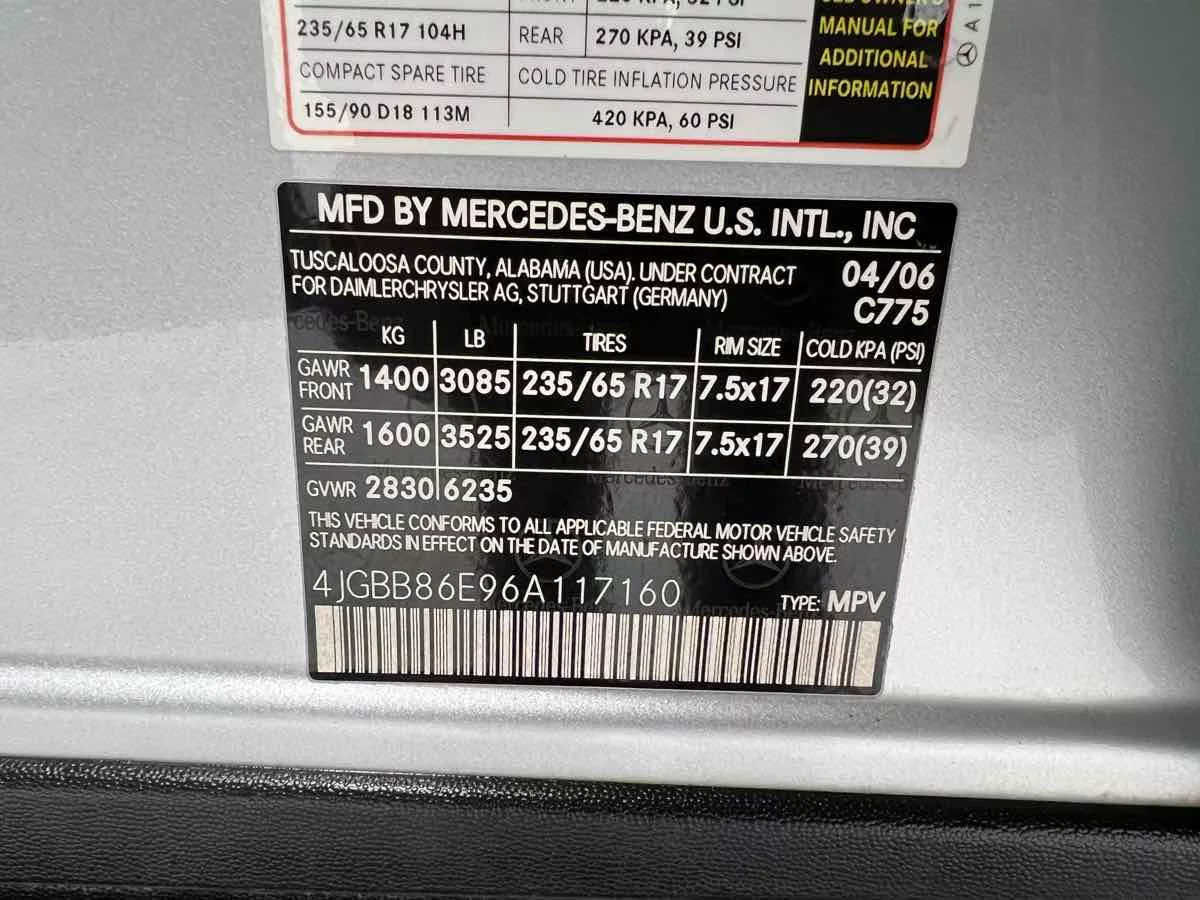 235/65 R17 104H REAR 270 KPA, 39 PSI
COMPACT SPARE TIRE COLD TIRE INFLATION PRESSURE
155/90 D18 113M 420 KPA, 60 PSI
MANUAL FOR
ADDITIONAL
INFORMATION
MFD BY MERCEDES-BENZ U.S. INTL., INC
TUSCALOOSA COUNTY, ALABAMA (USA). UNDER CONTRACT 04/06
FOR DAIMLERCHRYSLER AG, STUTTGART (GERMANY) C775
KG LB TIRES RIM SIZE COLD KPA (PSI)
GAWR FRONT 1400 3085 235/65 R17 7.5x17 220(32)
GAWR REAR 1600 3525 235/65 R17 7.5x17 270(39)
GVWR 2830 6235
THIS VEHICLE CONFORMS TO ALL APPLICABLE FEDERAL MOTOR VEHICLE SAFETY
STANDARDS IN EFFECT ON THE DATE OF MANUFACTURE SHOWN ABOVE.
4JGBB86E96A117160 TYPE: MPV